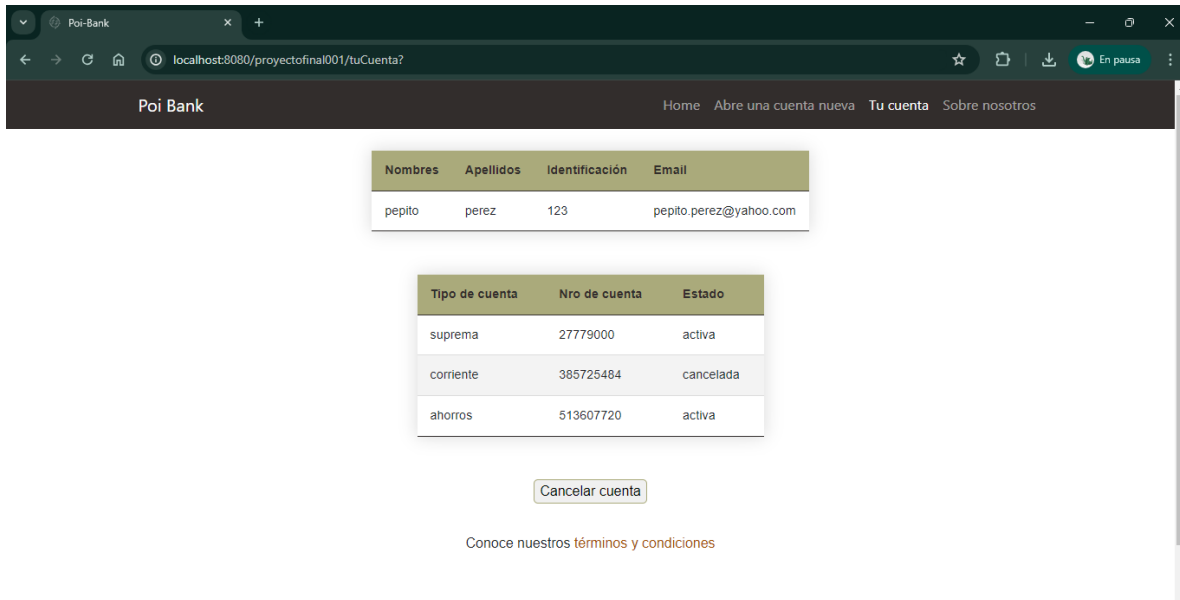 Poi-Bank
localhost:8080/proyectofinal001/tuCuenta?
En pausa
Poi Bank Home Abre una cuenta nueva Tu cuenta Sobre nosotros
Nombres Apellidos Identificación Email
pepito perez 123 pepito.perez@yahoo.com
Tipo de cuenta Nro de cuenta Estado
suprema 27779000 activa
corriente 385725484 cancelada
ahorros 513607720 activa
Cancelar cuenta
Conoce nuestros términos y condiciones